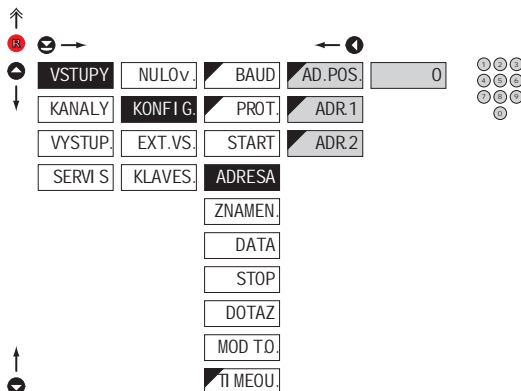 R
VSTUPY NULOv. BAUD AD.POS. 0
KANALY KONFIG. PROT. ADR.1
VYSTUP. EXT.VS. START ADR.2
SERVIS KLAVES. ADRESA
ZNAMEN.
DATA
STOP
DOTAZ
MOD T.O.
TIMEOU.
1 2 3
4 5 6
7 8 9
0